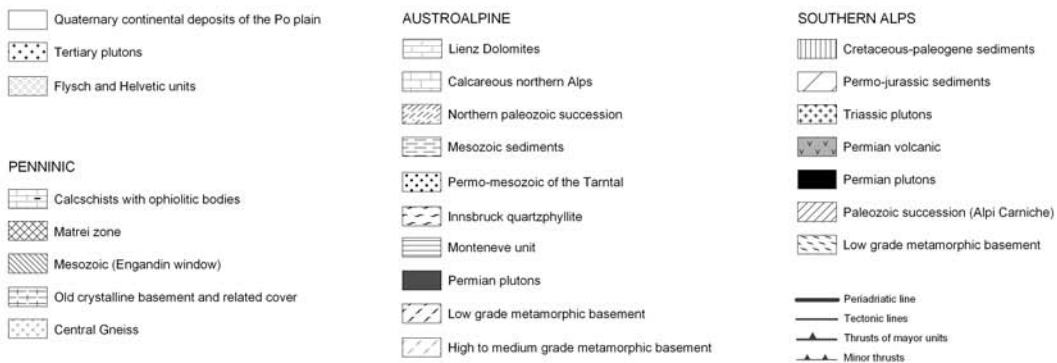 Quaternary continental deposits of the Po plain
Tertiary plutons
Flysch and Helvetic units
PENNINIC
Calcschists with ophiolitic bodies
Matrei zone
Mesozoic (Engandin window)
Old crystalline basement and related cover
Central Gneiss
AUSTROALPINE
Lienz Dolomites
Calcareous northern Alps
Northern paleozoic succession
Mesozoic sediments
Permo-mesozoic of the Tarntal
Innsbruck quartzphyllite
Monteneve unit
Permian plutons
Low grade metamorphic basement
High to medium grade metamorphic basement
SOUTHERN ALPS
Cretaceous-paleogene sediments
Permo-jurassic sediments
Triassic plutons
Permian volcanic
Permian plutons
Paleozoic succession (Alpi Carniche)
Low grade metamorphic basement
Periadriatic line
Tectonic lines
Thrusts of mayor units
Minor thrusts